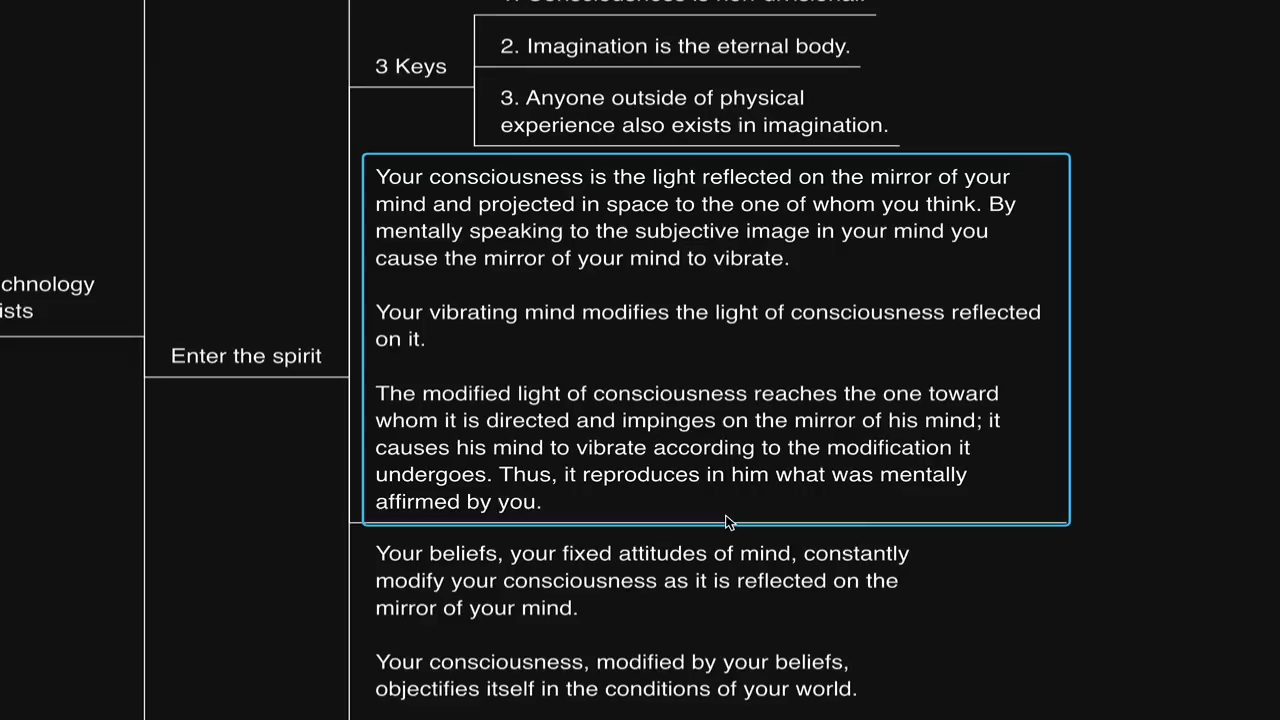 1. Consciousness is non-divisional.
2. Imagination is the eternal body.
3 Keys
3. Anyone outside of physical
experience also exists in imagination.
Your consciousness is the light reflected on the mirror of your
mind and projected in space to the one of whom you think. By
mentally speaking to the subjective image in your mind you
cause the mirror of your mind to vibrate.
Your vibrating mind modifies the light of consciousness reflected
on it.
The modified light of consciousness reaches the one toward
whom it is directed and impinges on the mirror of his mind; it
causes his mind to vibrate according to the modification it
undergoes. Thus, it reproduces in him what was mentally
affirmed by you.
chnology
ists
Enter the spirit
Your beliefs, your fixed attitudes of mind, constantly
modify your consciousness as it is reflected on the
mirror of your mind.
Your consciousness, modified by your beliefs,
objectifies itself in the conditions of your world.